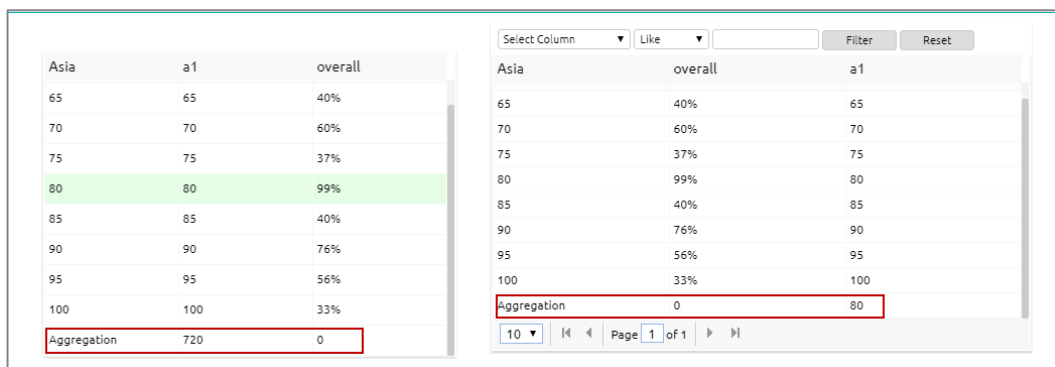 Asia a1 overall
65 65 40%
70 70 60%
75 75 37%
80 80 99%
85 85 40%
90 90 76%
95 95 56%
100 100 33%
Aggregation 720 0
Select Column Like Filter Reset
Asia overall a1
65 40% 65
70 60% 70
75 37% 75
80 99% 80
85 40% 85
90 76% 90
95 56% 95
100 33% 100
Aggregation 0 80
10 Page 1 of 1